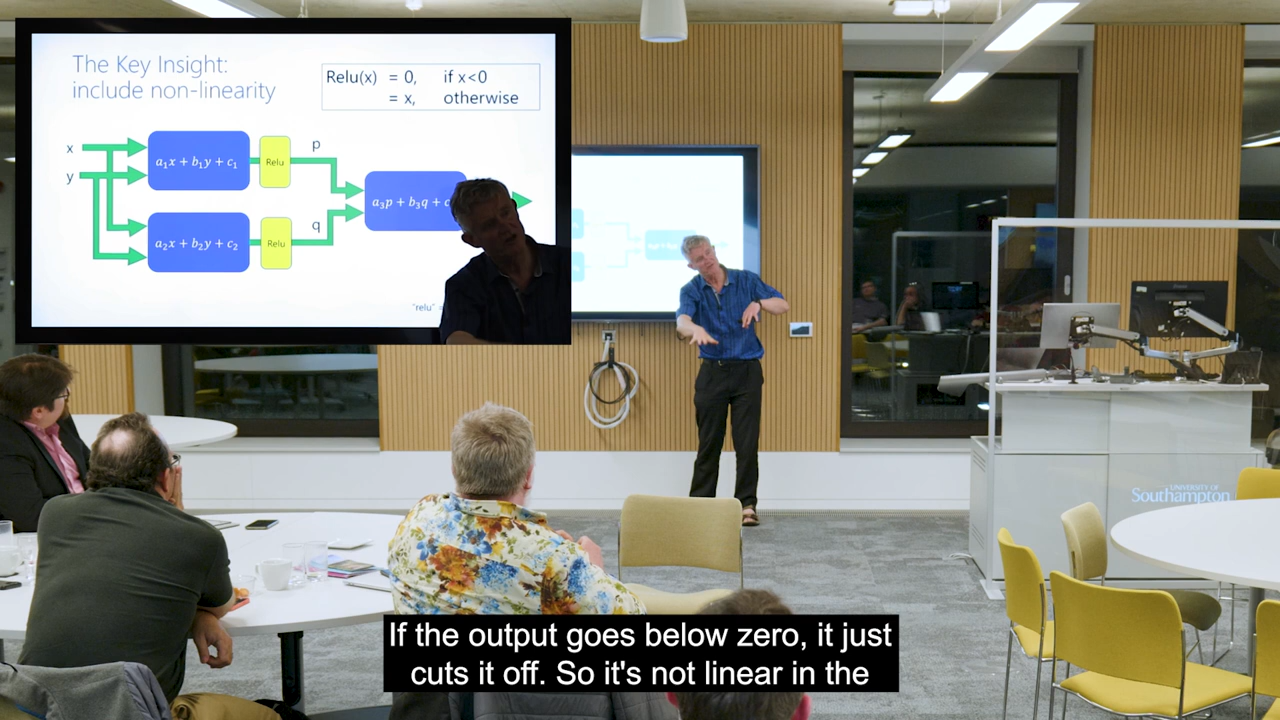 The Key Insight:
include non-linearity
Relu(x) = 0, if x<0
= x, otherwise
x
y
a₁x + b₁y + c₁
Relu
p
a₃p + b₃q + c
a₂x + b₂y + c₂
Relu
q
"relu" =
UNIVERSITY OF
Southampton
If the output goes below zero, it just
cuts it off. So it's not linear in the